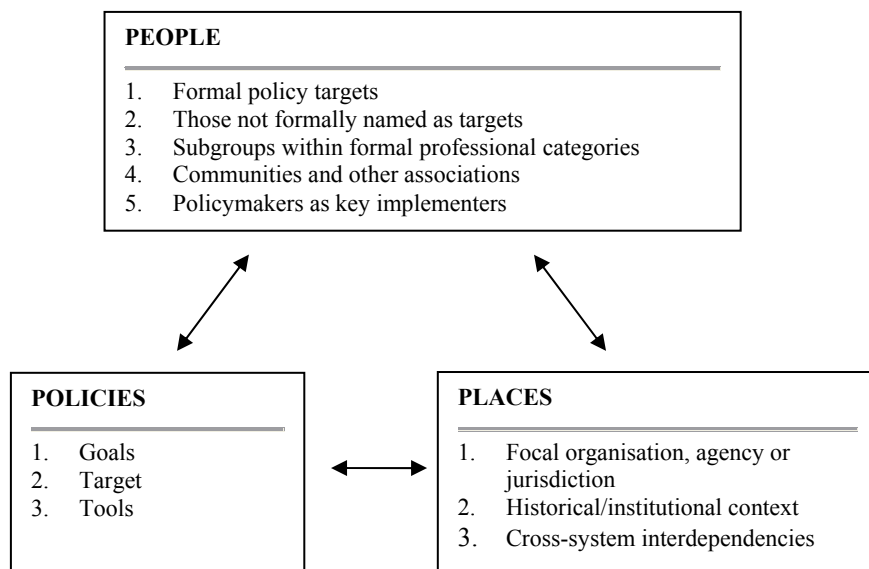 PEOPLE
1. Formal policy targets
2. Those not formally named as targets
3. Subgroups within formal professional categories
4. Communities and other associations
5. Policymakers as key implementers
POLICIES
1. Goals
2. Target
3. Tools
PLACES
1. Focal organisation, agency or
jurisdiction
2. Historical/institutional context
3. Cross-system interdependencies